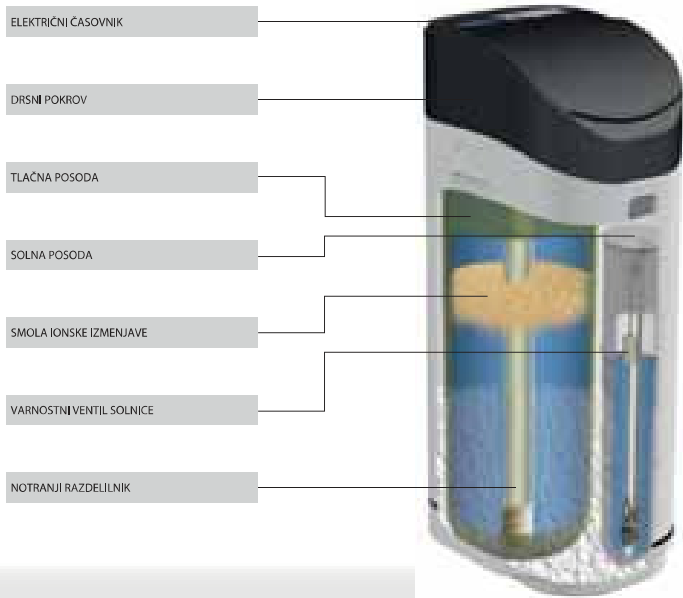 ELEKTRIČNI ČASOVNIK
DRSNI POKROV
TLAČNA POSODA
SOLNA POSODA
SMOLA IONSKE IZMENJAVE
VARNOSTNI VENTIL SOLNICE
NOTRANJI RAZDELILNIK